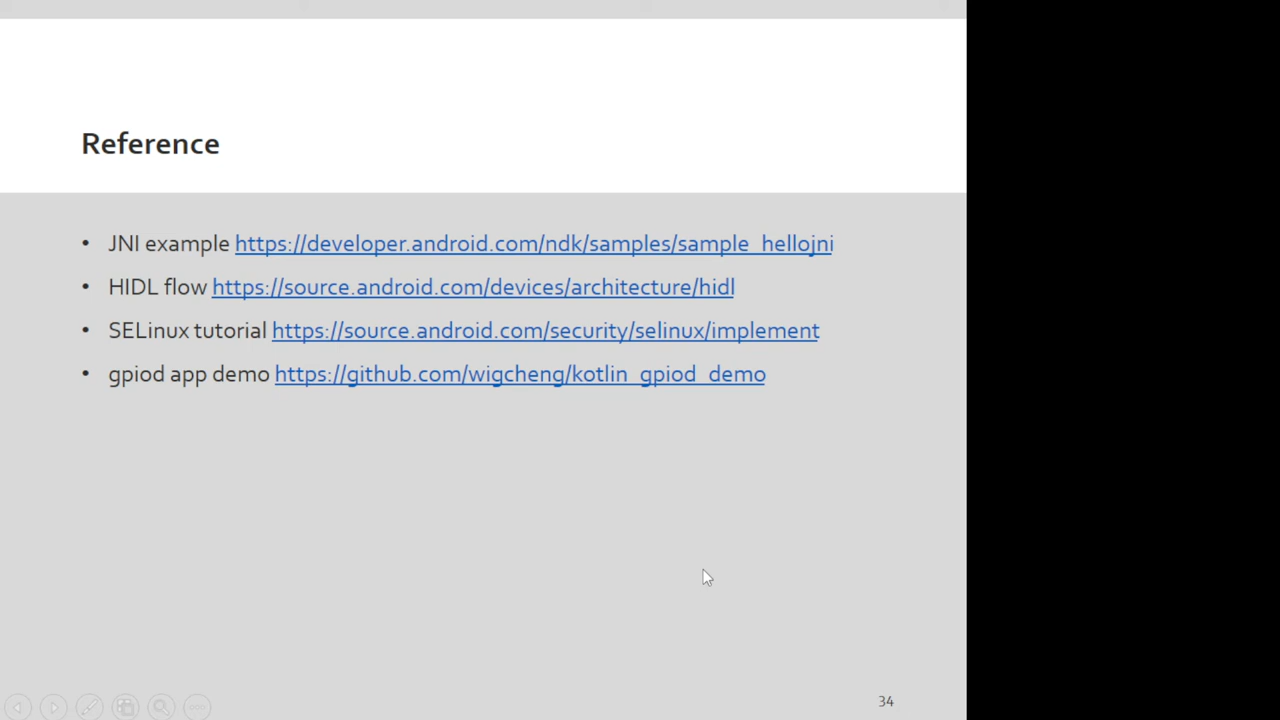 Reference
• JNI example https://developer.android.com/ndk/samples/sample_hellojni
• HIDL flow https://source.android.com/devices/architecture/hidl
• SELinux tutorial https://source.android.com/security/selinux/implement
• gpiod app demo https://github.com/wigcheng/kotlin_gpiod_demo
34